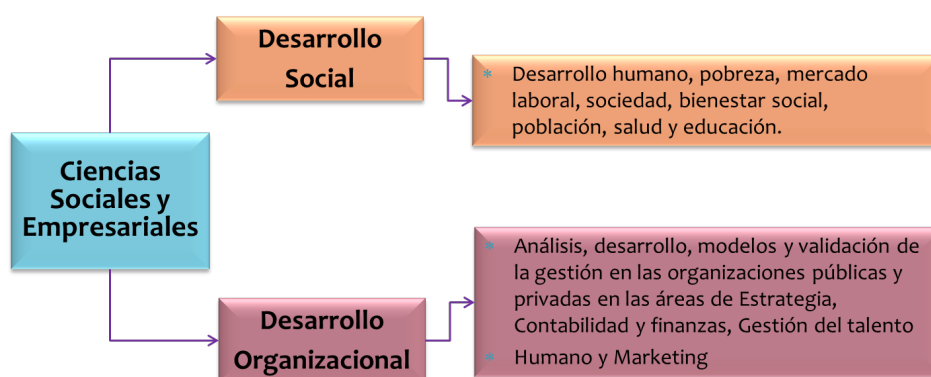 Desarrollo
Social
* Desarrollo humano, pobreza, mercado
laboral, sociedad, bienestar social,
población, salud y educación.
Ciencias
Sociales y
Empresariales
Desarrollo
Organizacional
* Análisis, desarrollo, modelos y validación de
la gestión en las organizaciones públicas y
privadas en las áreas de Estrategia,
Contabilidad y finanzas, Gestión del talento
* Humano y Marketing